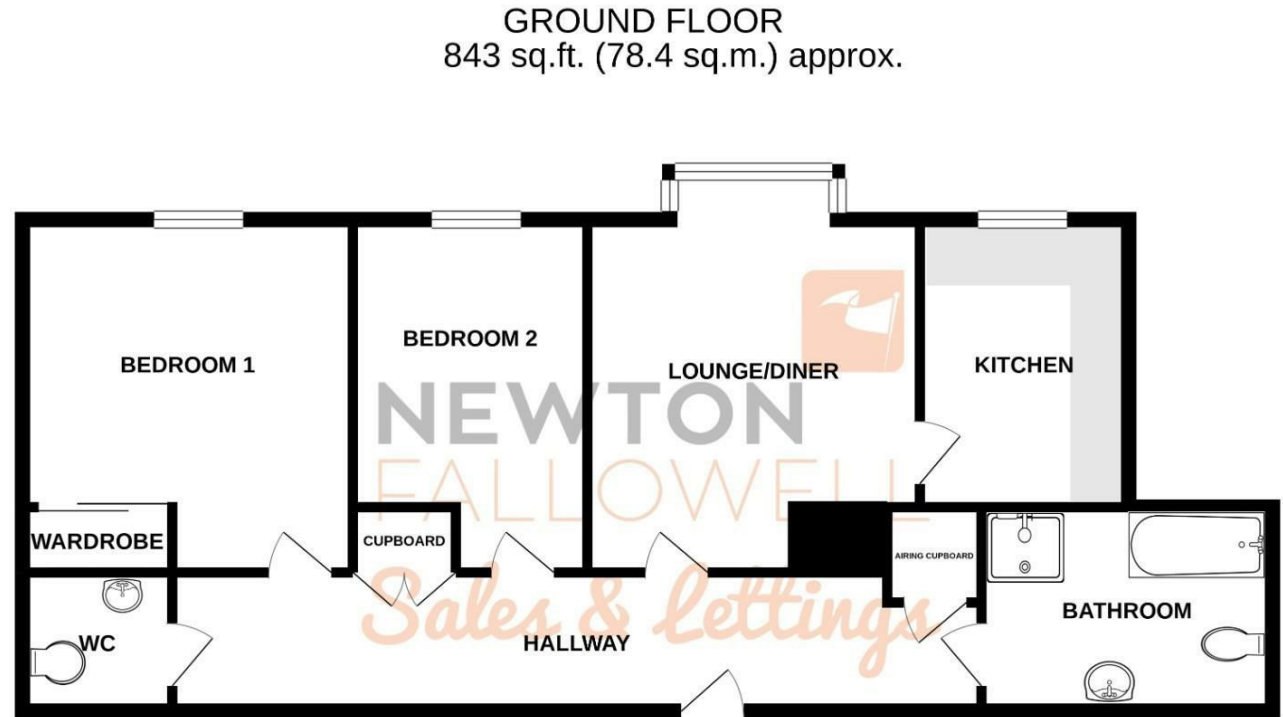 GROUND FLOOR
843 sq.ft. (78.4 sq.m.) approx.
BEDROOM 1
BEDROOM 2
LOUNGE/DINER
KITCHEN
NEWTON
FALLOWELL
Sales & Lettings
WARDROBE
CUPBOARD
AIRING CUPBOARD
BATHROOM
WC
HALLWAY